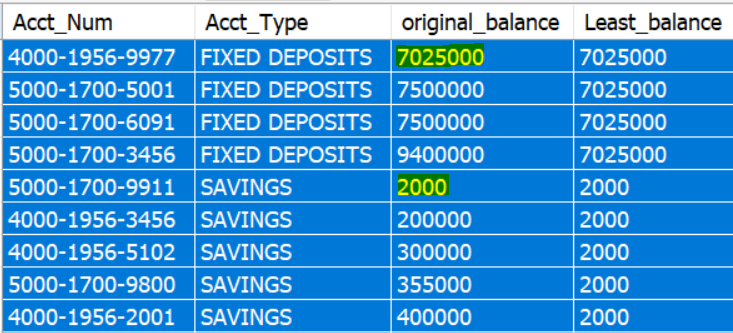 Acct_Num Acct_Type original_balance Least_balance
4000-1956-9977 FIXED DEPOSITS 7025000 7025000
5000-1700-5001 FIXED DEPOSITS 7500000 7025000
5000-1700-6091 FIXED DEPOSITS 7500000 7025000
5000-1700-3456 FIXED DEPOSITS 9400000 7025000
5000-1700-9911 SAVINGS 2000 2000
4000-1956-3456 SAVINGS 200000 2000
4000-1956-5102 SAVINGS 300000 2000
5000-1700-9800 SAVINGS 355000 2000
4000-1956-2001 SAVINGS 400000 2000